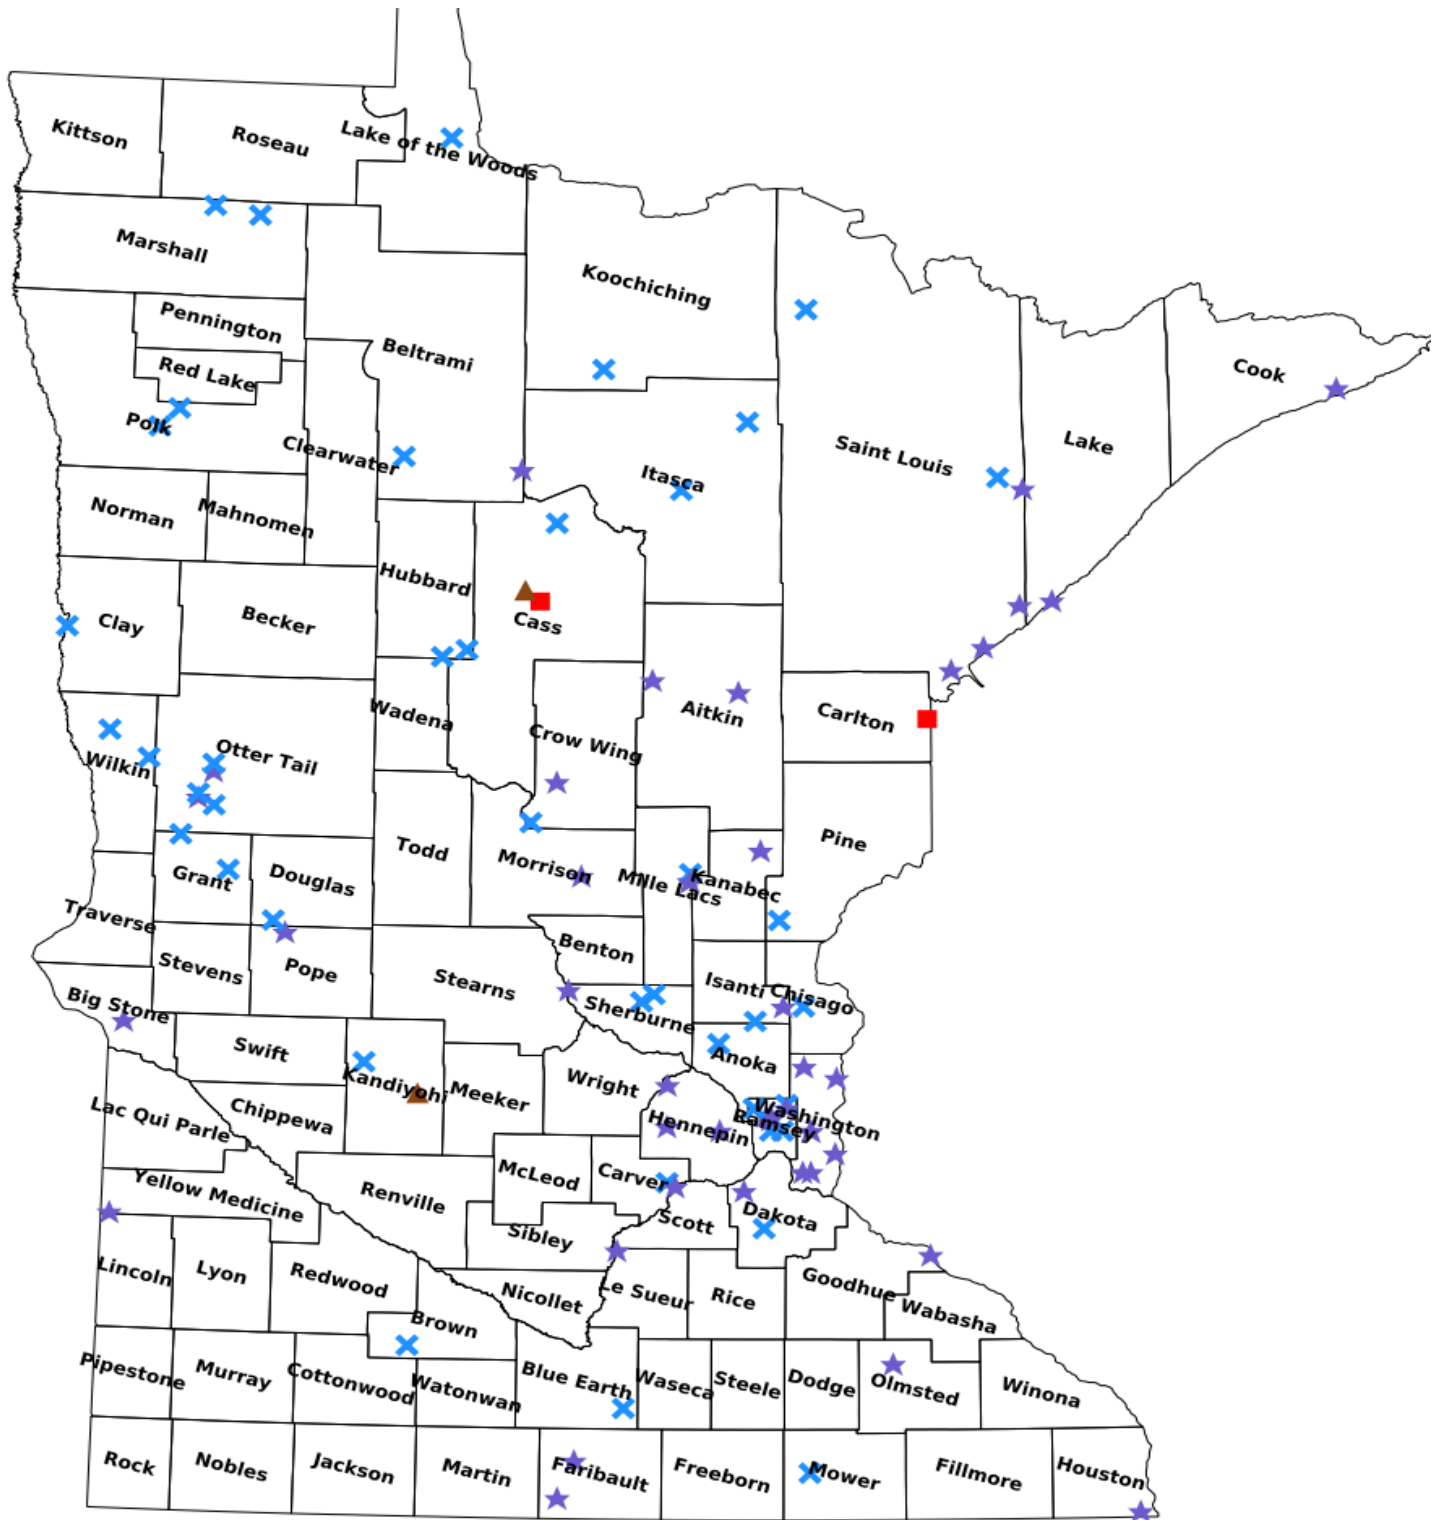 Kittson
Roseau
Lake of the Woods
Marshall
Koochiching
Pennington
Beltrami
Red Lake
Cook
Polk
Clearwater
Itasca
Saint Louis
Lake
Norman
Mahnomen
Hubbard
Clay
Becker
Cass
Wadena
Aitkin
Carlton
Crow Wing
Otter Tail
Wilkin
Todd
Morrison
Pine
Grant
Douglas
Mille Lacs
Kanabec
Traverse
Benton
Stevens
Pope
Stearns
Isanti
Chisago
Big Stone
Sherburne
Swift
Anoka
Kandiyohi
Meeker
Wright
Lac Qui Parle
Chippewa
Hennepin
Ramsey
Washington
McLeod
Carver
Yellow Medicine
Renville
Scott
Dakota
Sibley
Lincoln
Lyon
Redwood
Nicollet
Le Sueur
Rice
Goodhue
Wabasha
Brown
Pipestone
Murray
Cottonwood
Watonwan
Blue Earth
Waseca
Steele
Dodge
Olmsted
Winona
Rock
Nobles
Jackson
Martin
Faribault
Freeborn
Mower
Fillmore
Houston